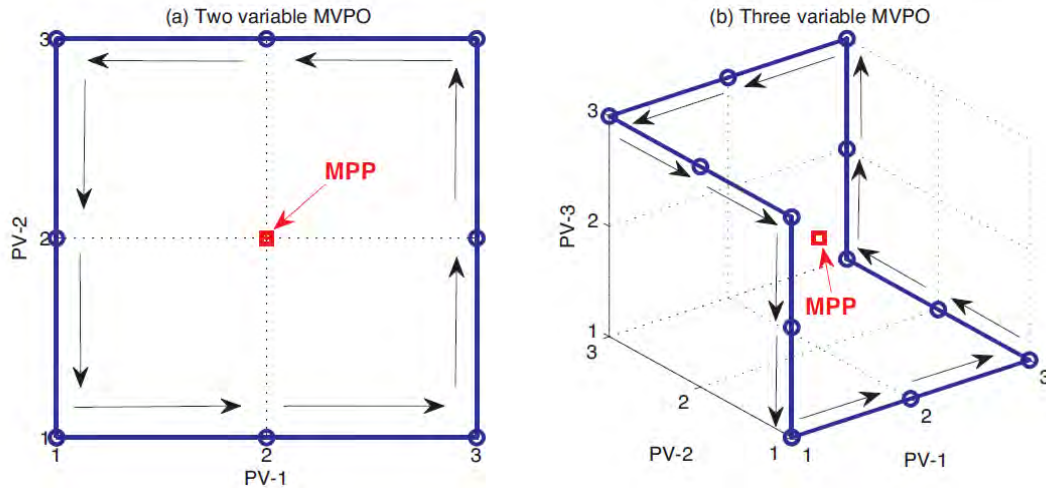 (a) Two variable MVPO
3
2
1
1 2 3
PV-2
PV-1
MPP
(b) Three variable MVPO
3
2
1
PV-3
3
2
1
PV-2
1
2
3
PV-1
MPP